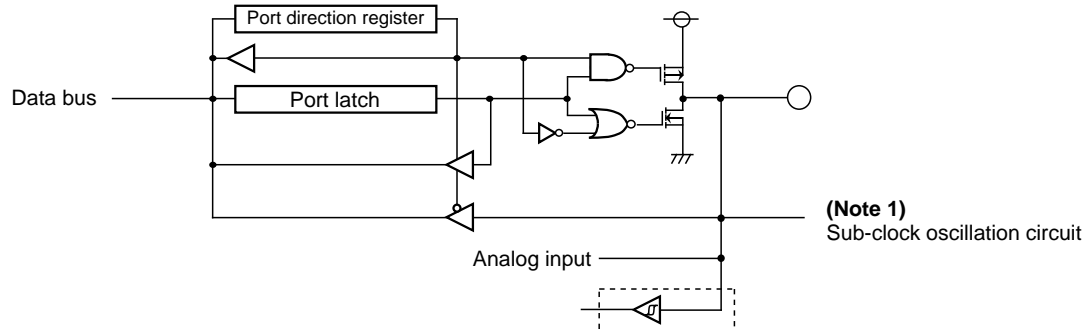 Port direction register
Data bus
Port latch
(Note 1)
Sub-clock oscillation circuit
Analog input